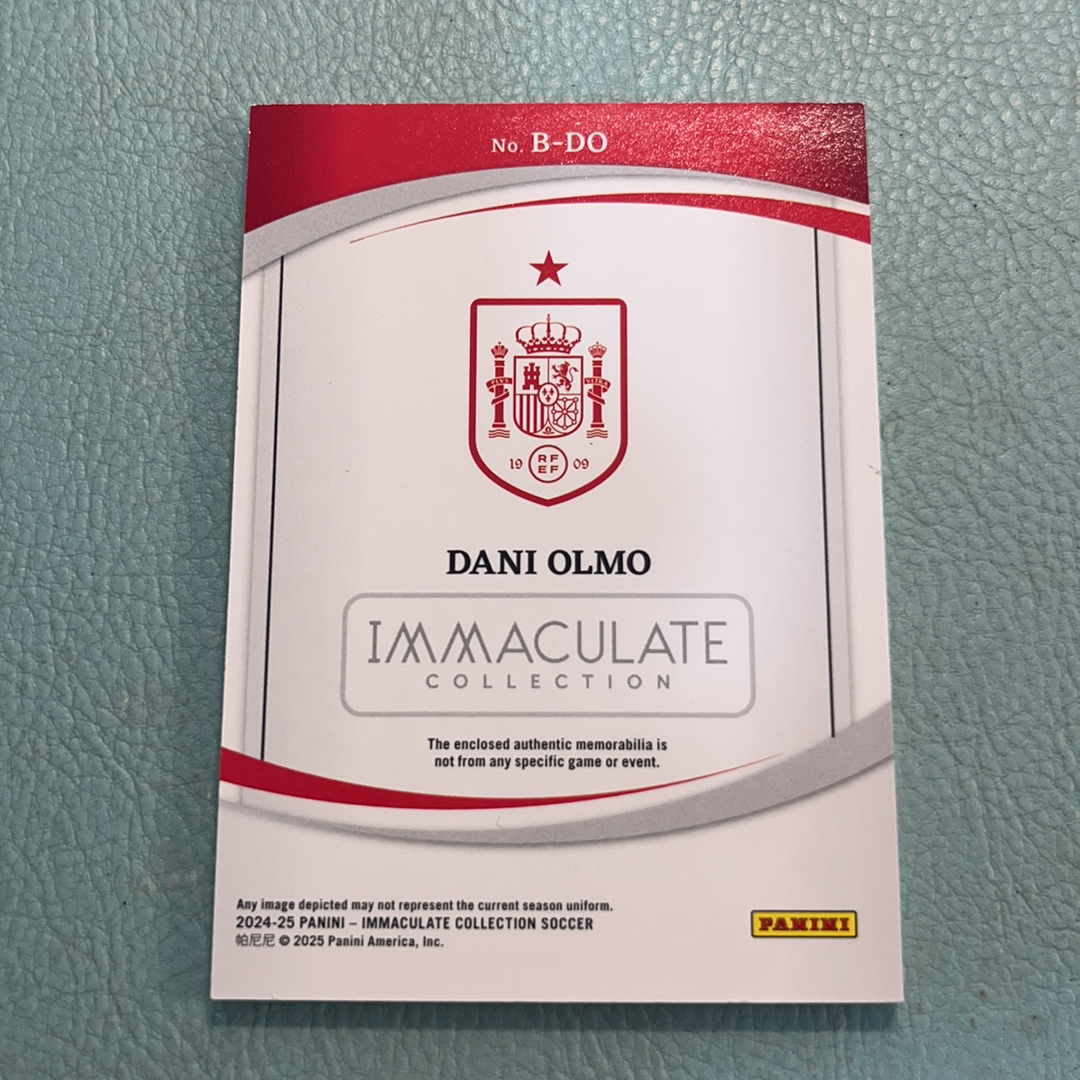 No. B-DO
PLVS VLTRA
19 RF EF 09
DANI OLMO
IMMACULATE
COLLECTION
The enclosed authentic memorabilia is
not from any specific game or event.
Any image depicted may not represent the current season uniform.
2024-25 PANINI – IMMACULATE COLLECTION SOCCER
帕尼尼 © 2025 Panini America, Inc.
PANINI